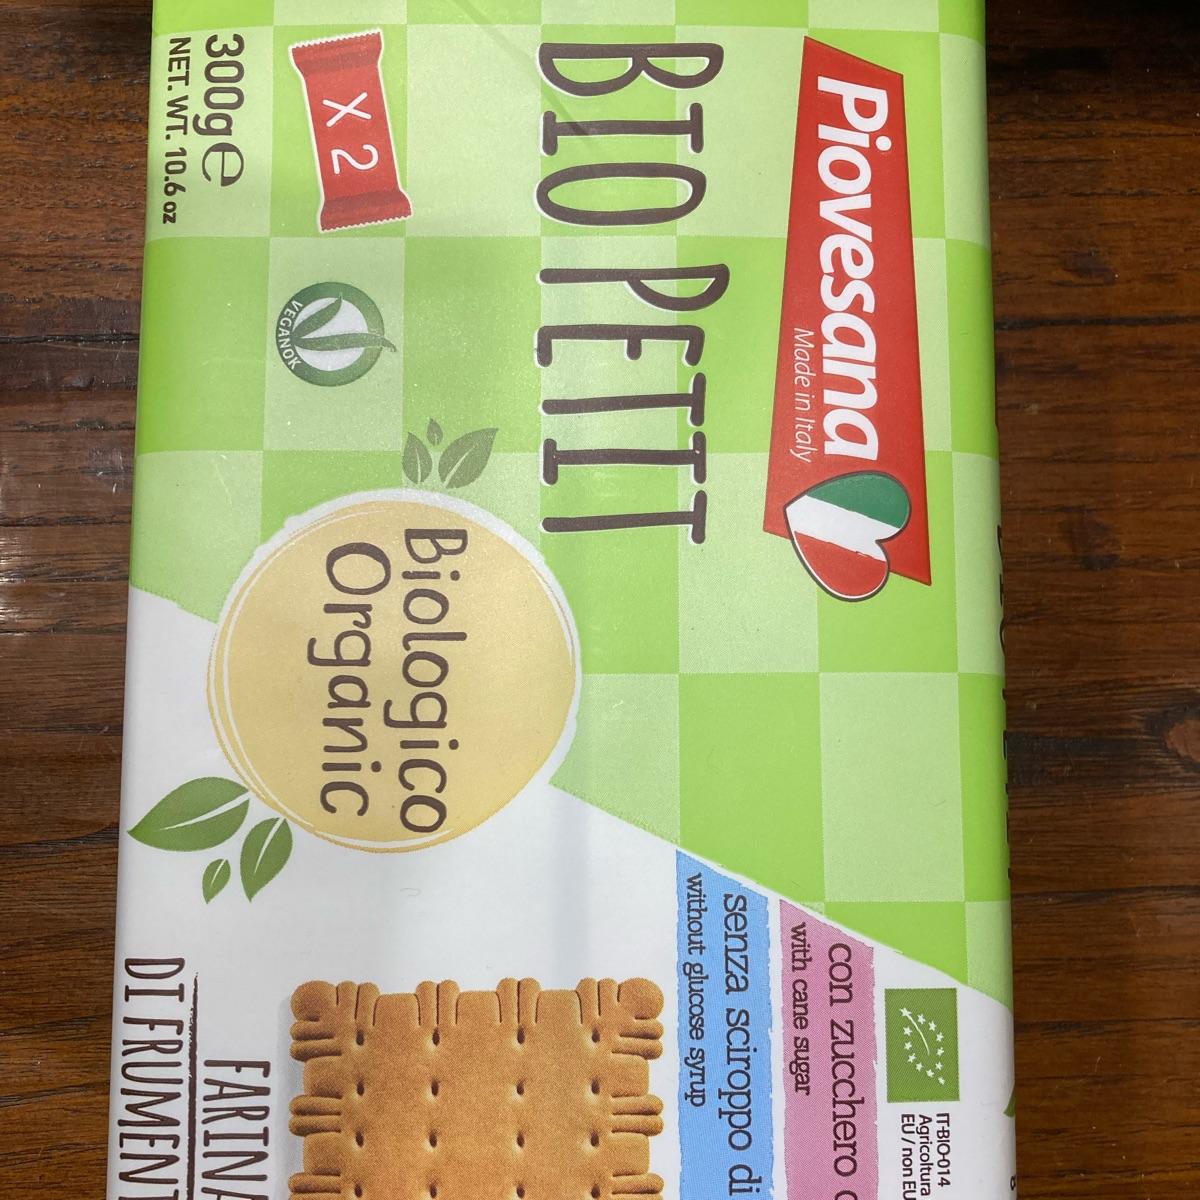 Piovesana
Made in Italy
BIO PETIT
X 2
300g e
NET. WT. 10.6 oz
VEGANOK
Biologico
Organic
con zucchero
with cane sugar
senza sciroppo di
without glucose syrup
IT-BIO-014
Agricoltura
EU / non EU
FARINA
DI